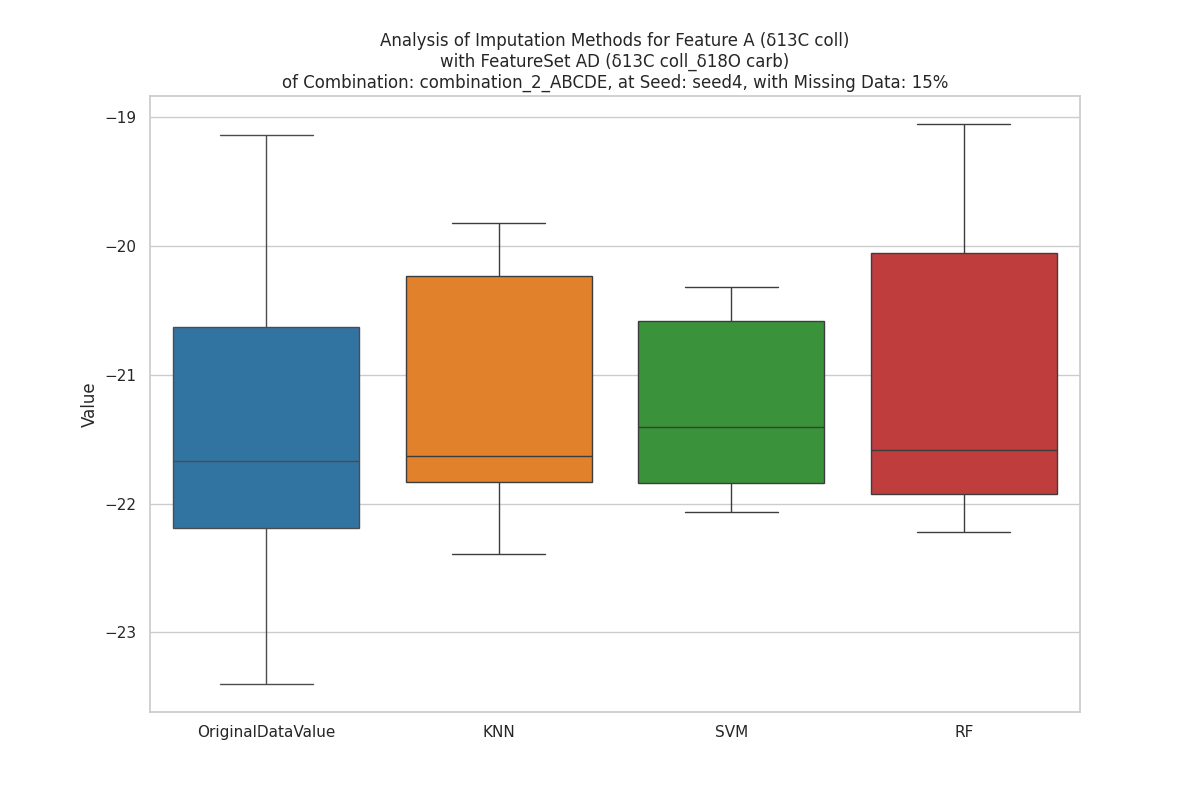 Analysis of Imputation Methods for Feature A (δ13C coll)
with FeatureSet AD (δ13C coll_δ18O carb)
of Combination: combination_2_ABCDE, at Seed: seed4, with Missing Data: 15%
−19
−20
−21
−22
−23
Value
OriginalDataValue
KNN
SVM
RF